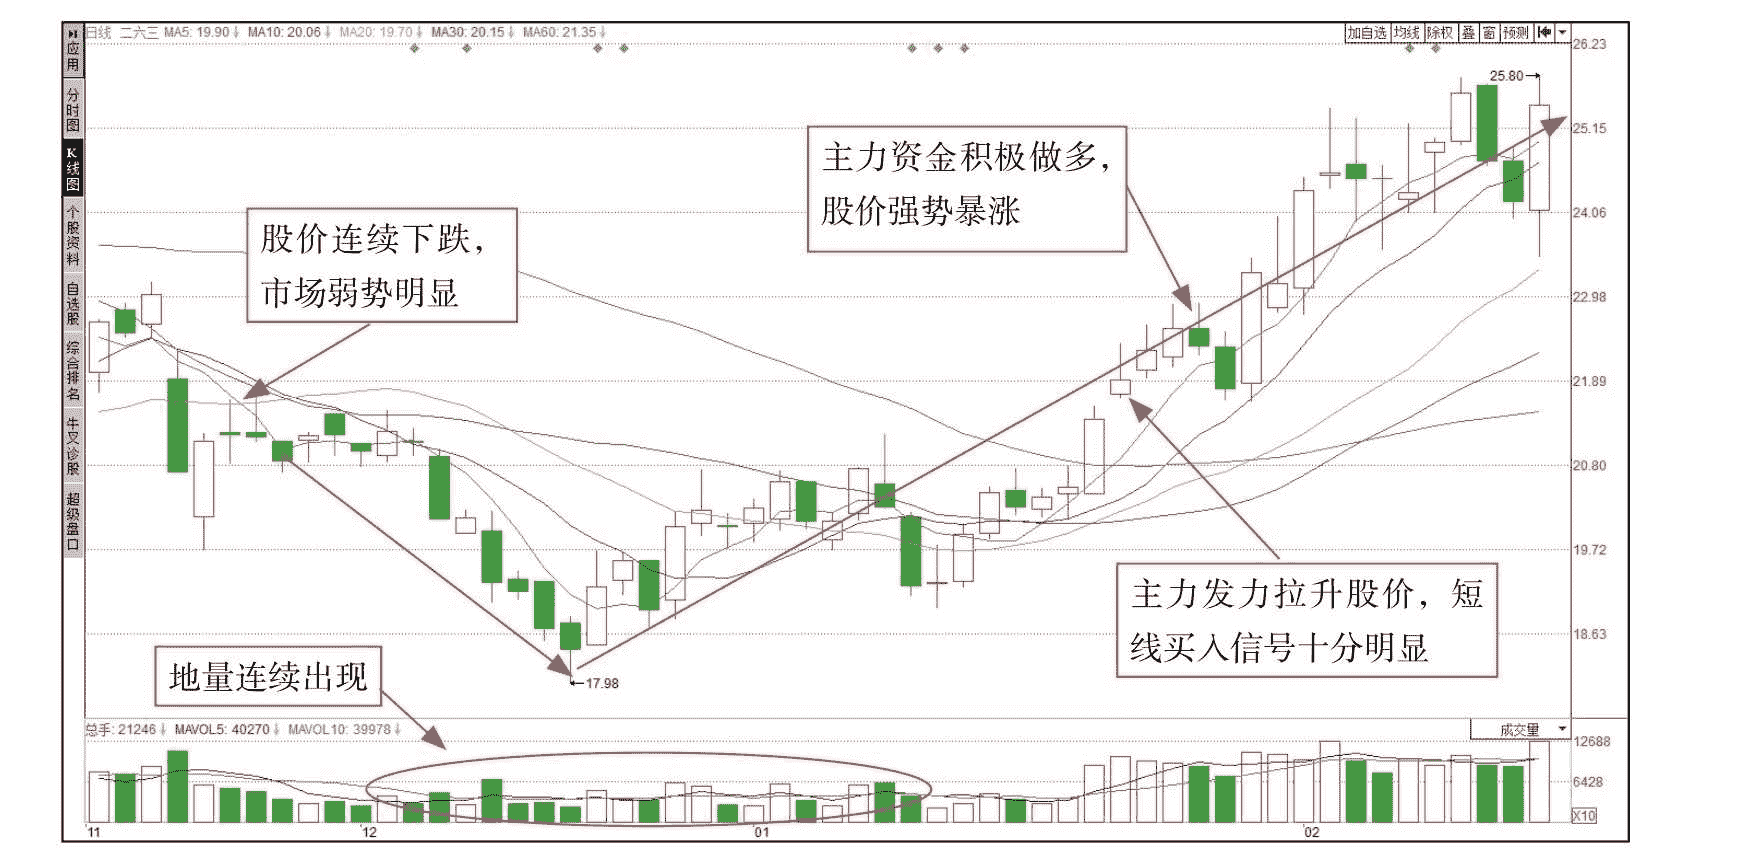 日线 二六三 MA5: 19.90↓ MA10: 20.06↓ MA20: 19.70↓ MA30: 20.15↓ MA60: 21.35↓
加自选 均线 除权 叠 窗 预测
应用
分时图
K线图
个股资料
自选股
综合排名
牛叉诊股
超级盘口
26.23
25.80
25.15
主力资金积极做多，
股价强势暴涨
24.06
股价连续下跌，
市场弱势明显
22.98
21.89
20.80
19.72
主力发力拉升股价，短
线买入信号十分明显
18.63
17.98
地量连续出现
总手: 21246↓ MAVOL5: 40270↓ MAVOL10: 39978↓
成交量
12688
6428
X10
11 12 01 02